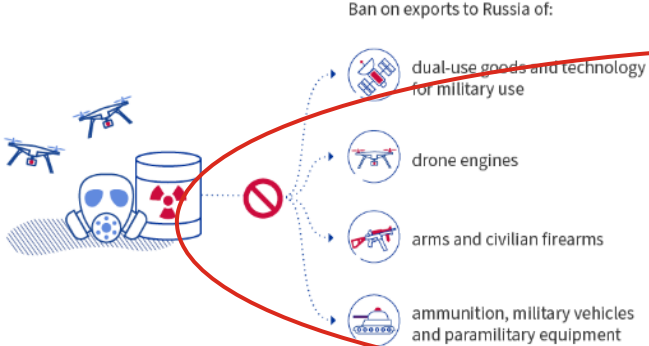 Ban on exports to Russia of:
dual-use goods and technology
for military use
drone engines
arms and civilian firearms
ammunition, military vehicles
and paramilitary equipment